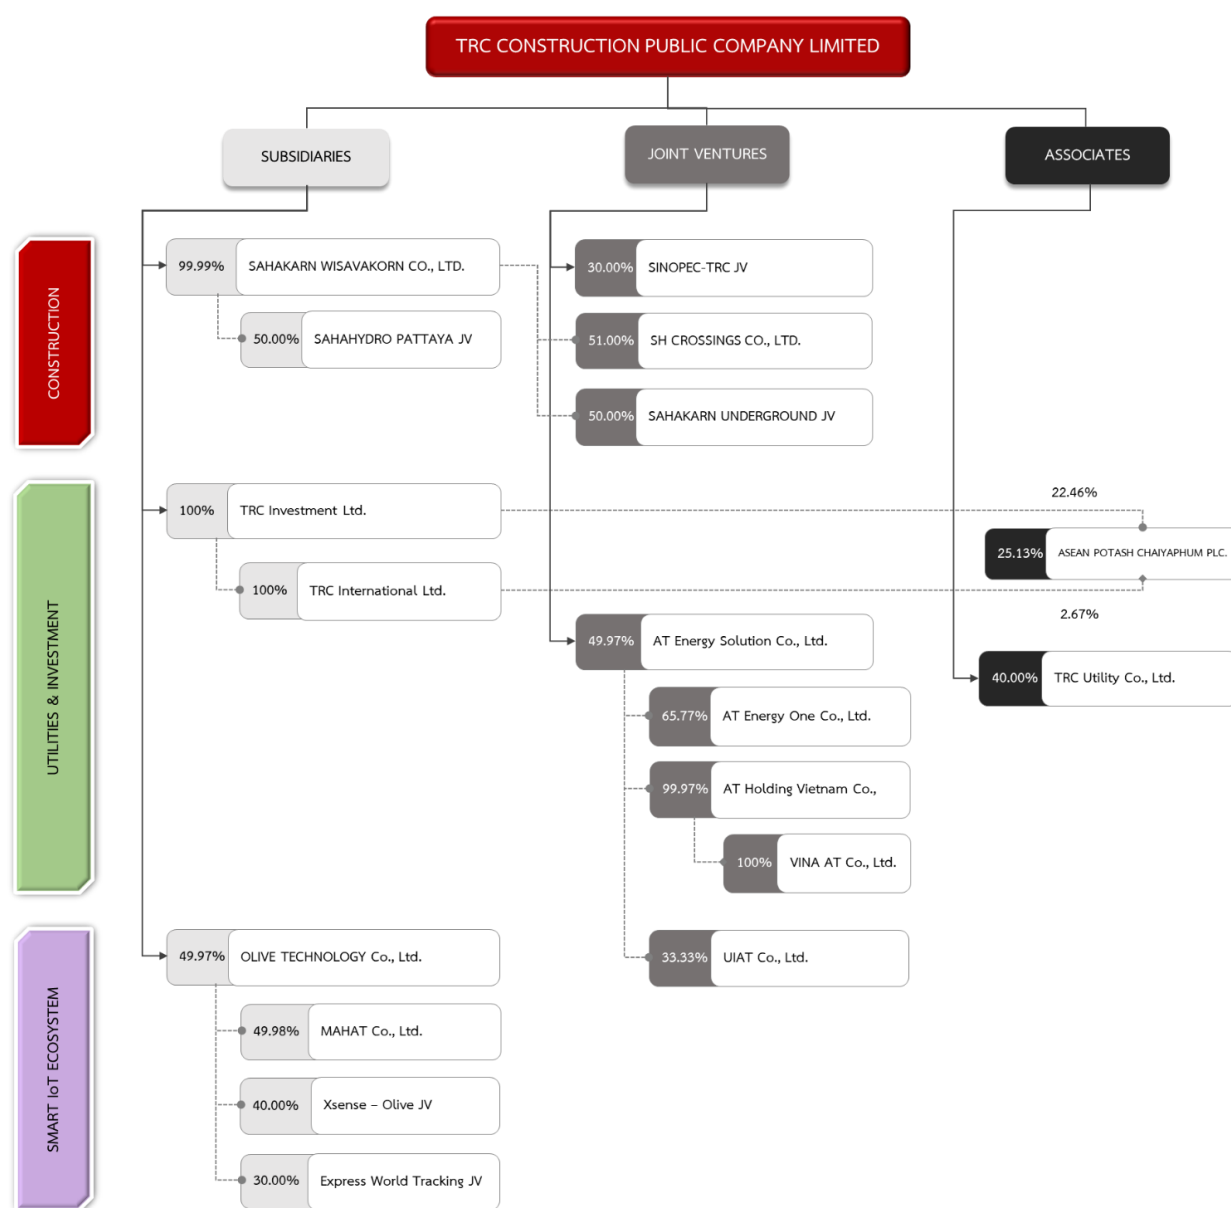 TRC CONSTRUCTION PUBLIC COMPANY LIMITED
SUBSIDIARIES
JOINT VENTURES
ASSOCIATES
CONSTRUCTION
99.99% SAHAKARN WISAVAKORN CO., LTD.
50.00% SAHAHYDRO PATTAYA JV
30.00% SINOPEC-TRC JV
51.00% SH CROSSINGS CO., LTD.
50.00% SAHAKARN UNDERGROUND JV
UTILITIES & INVESTMENT
100% TRC Investment Ltd.
100% TRC International Ltd.
22.46%
25.13% ASEAN POTASH CHAIYAPHUM PLC.
2.67%
49.97% AT Energy Solution Co., Ltd.
40.00% TRC Utility Co., Ltd.
65.77% AT Energy One Co., Ltd.
99.97% AT Holding Vietnam Co.,
100% VINA AT Co., Ltd.
33.33% UIAT Co., Ltd.
SMART IoT ECOSYSTEM
49.97% OLIVE TECHNOLOGY Co., Ltd.
49.98% MAHAT Co., Ltd.
40.00% Xsense – Olive JV
30.00% Express World Tracking JV